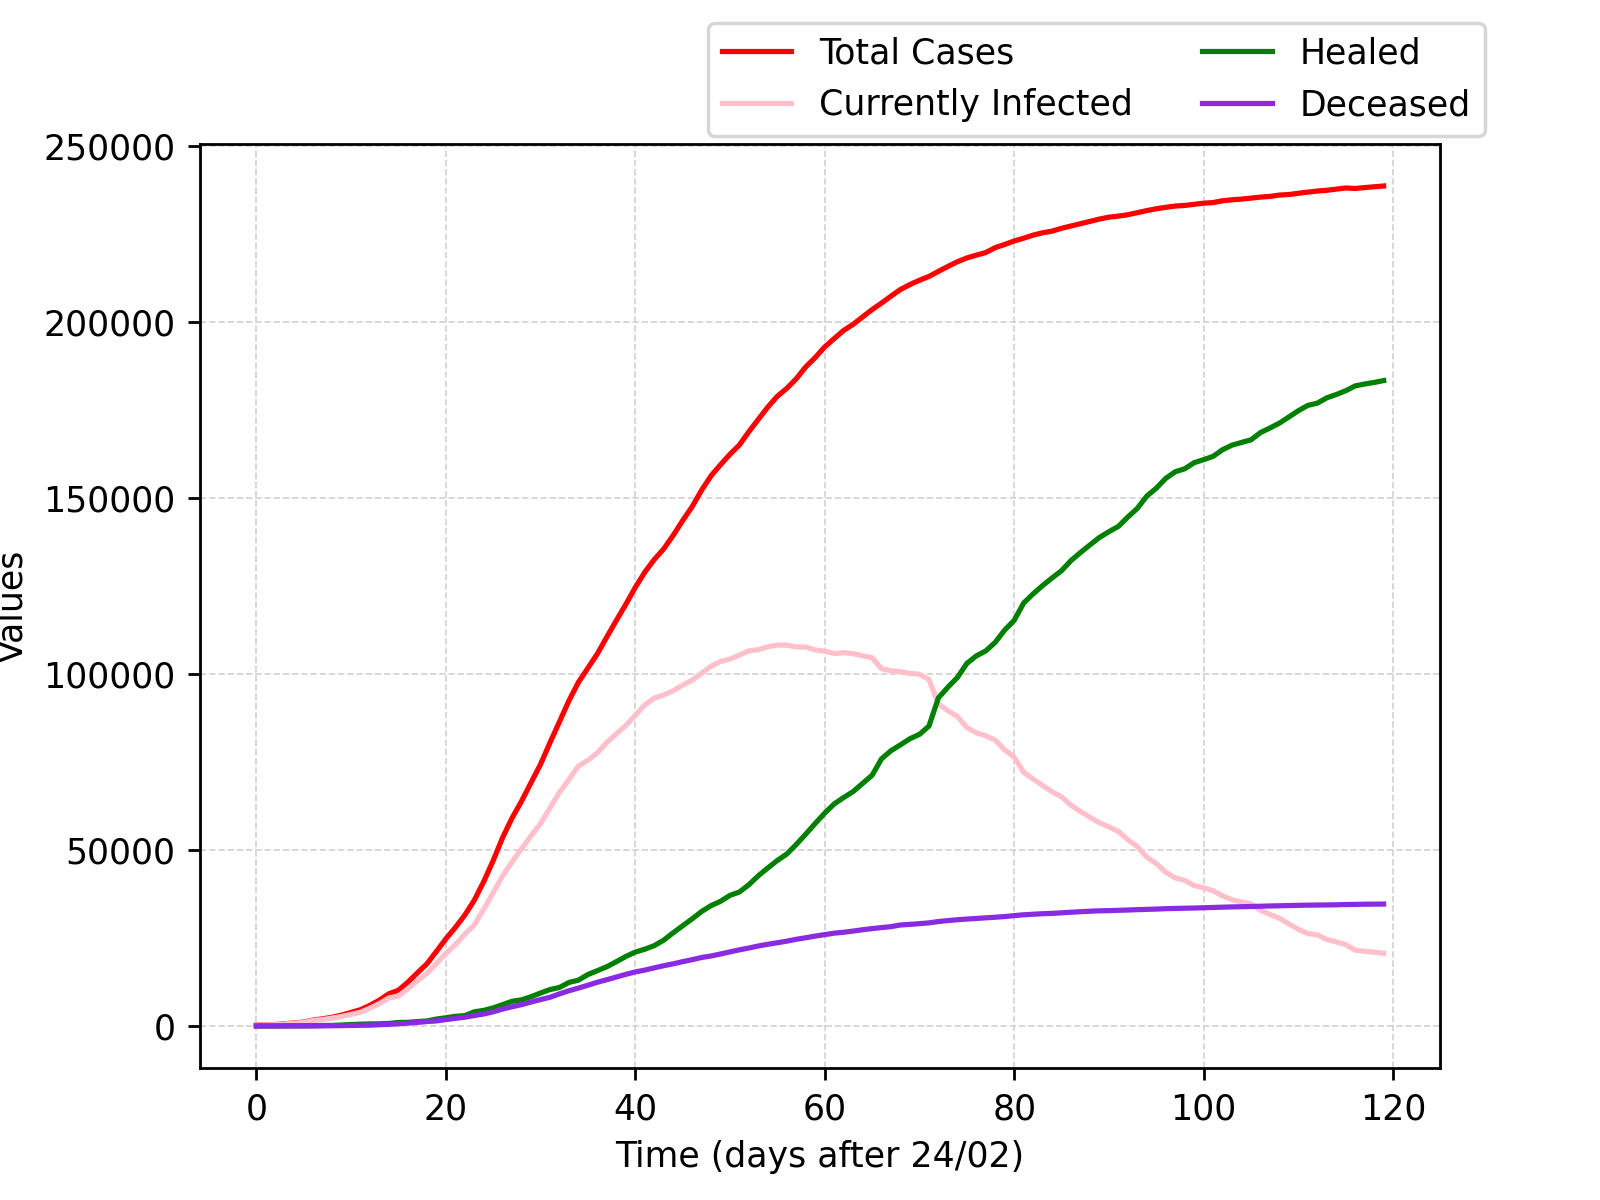 Total Cases
Currently Infected
Healed
Deceased
250000
200000
150000
100000
50000
0
Values
0 20 40 60 80 100 120
Time (days after 24/02)